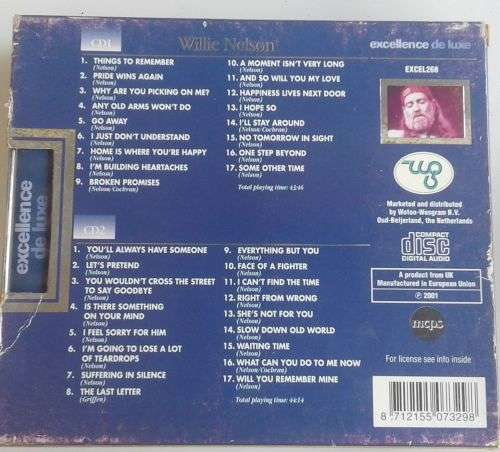 CD1
Willie Nelson
excellence de luxe
1. THINGS TO REMEMBER
(Nelson)
2. PRIDE WINS AGAIN
(Nelson)
3. WHY ARE YOU PICKING ON ME?
(Nelson)
4. ANY OLD ARMS WON'T DO
(Nelson)
5. GO AWAY
(Nelson)
6. I JUST DON'T UNDERSTAND
(Nelson)
7. HOME IS WHERE YOU'RE HAPPY
(Nelson)
8. I'M BUILDING HEARTACHES
(Nelson)
9. BROKEN PROMISES
(Nelson/Cochran)
10. A MOMENT ISN'T VERY LONG
(Nelson)
11. AND SO WILL YOU MY LOVE
(Nelson)
12. HAPPINESS LIVES NEXT DOOR
(Nelson)
13. I HOPE SO
(Nelson)
14. I'LL STAY AROUND
(Nelson/Cochran)
15. NO TOMORROW IN SIGHT
(Nelson)
16. ONE STEP BEYOND
(Nelson)
17. SOME OTHER TIME
(Nelson)
Total playing time: 43:46
CD2
1. YOU'LL ALWAYS HAVE SOMEONE
(Nelson)
2. LET'S PRETEND
(Nelson)
3. YOU WOULDN'T CROSS THE STREET
TO SAY GOODBYE
(Nelson)
4. IS THERE SOMETHING
ON YOUR MIND
(Nelson)
5. I FEEL SORRY FOR HIM
(Nelson)
6. I'M GOING TO LOSE A LOT
OF TEARDROPS
(Nelson)
7. SUFFERING IN SILENCE
(Nelson)
8. THE LAST LETTER
(Griffen)
9. EVERYTHING BUT YOU
(Nelson)
10. FACE OF A FIGHTER
(Nelson)
11. I CAN'T FIND THE TIME
(Nelson)
12. RIGHT FROM WRONG
(Nelson)
13. SHE'S NOT FOR YOU
(Nelson)
14. SLOW DOWN OLD WORLD
(Nelson)
15. WAITING TIME
(Nelson)
16. WHAT CAN YOU DO TO ME NOW
(Nelson/Cochran)
17. WILL YOU REMEMBER MINE
(Nelson)
Total playing time: 44:14
EXCEL268
wg
Marketed and distributed
by Weton-Wesgram B.V.
Oud-Beijerland, the Netherlands
COMPACT
disc
DIGITAL AUDIO
A product from UK
Manufactured in European Union
℗ 2001
mcps
For license see info inside
8 712155 073298
excellence
de luxe